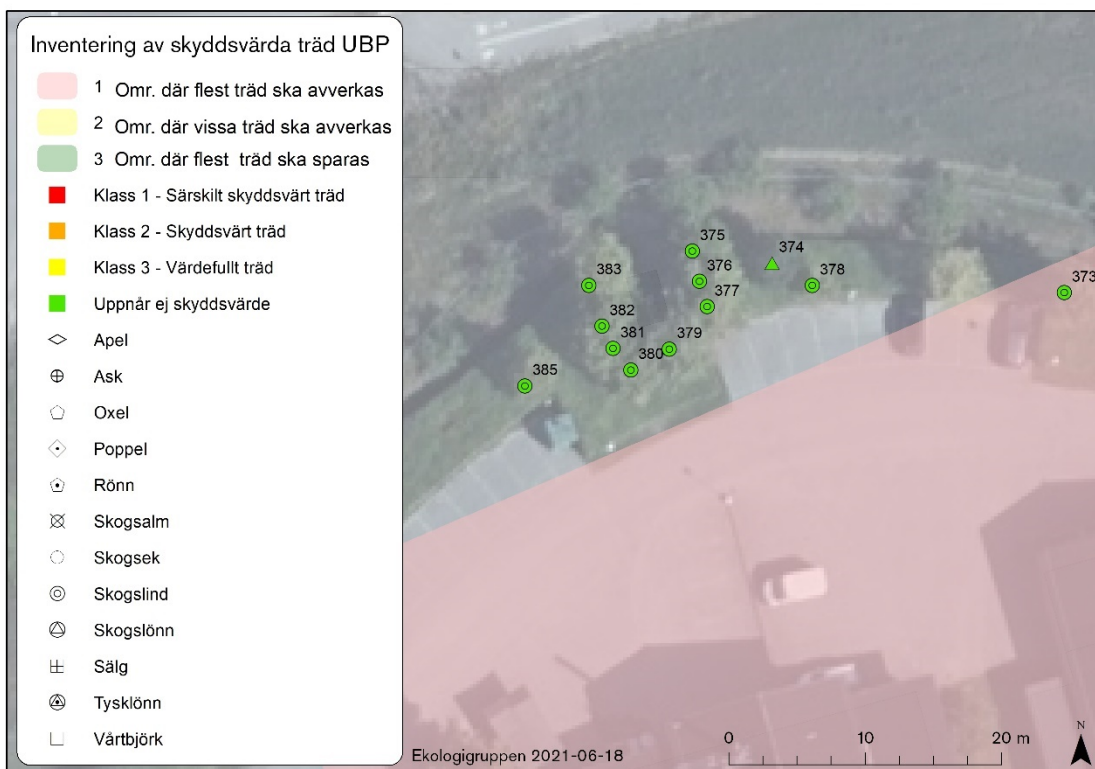 Inventering av skyddsvärda träd UBP
1 Omr. där flest träd ska avverkas
2 Omr. där vissa träd ska avverkas
3 Omr. där flest träd ska sparas
Klass 1 - Särskilt skyddsvärt träd
Klass 2 - Skyddsvärt träd
Klass 3 - Värdefullt träd
Uppnår ej skyddsvärde
Apel
Ask
Oxel
Poppel
Rönn
Skogsalm
Skogsek
Skogslind
Skogslönn
Sälg
Tysklönn
Vårtbjörk
375
374
376
378
373
383
377
382
381
379
380
385
Ekologigruppen 2021-06-18
0 10 20 m
N